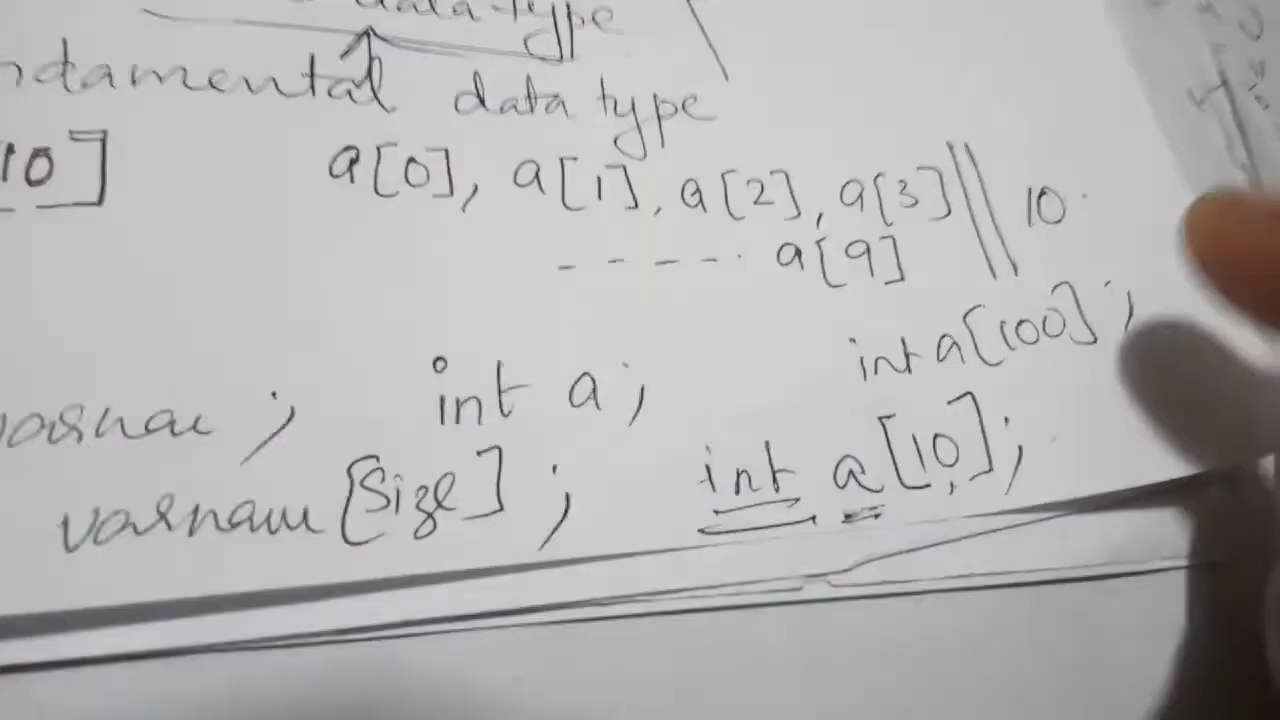 data type
ndamental data type
10] a[0], a[1], a[2], a[3] || 10
----- a[9]
int a[100];
varnam; int a;
varnam[Size]; int a[10];